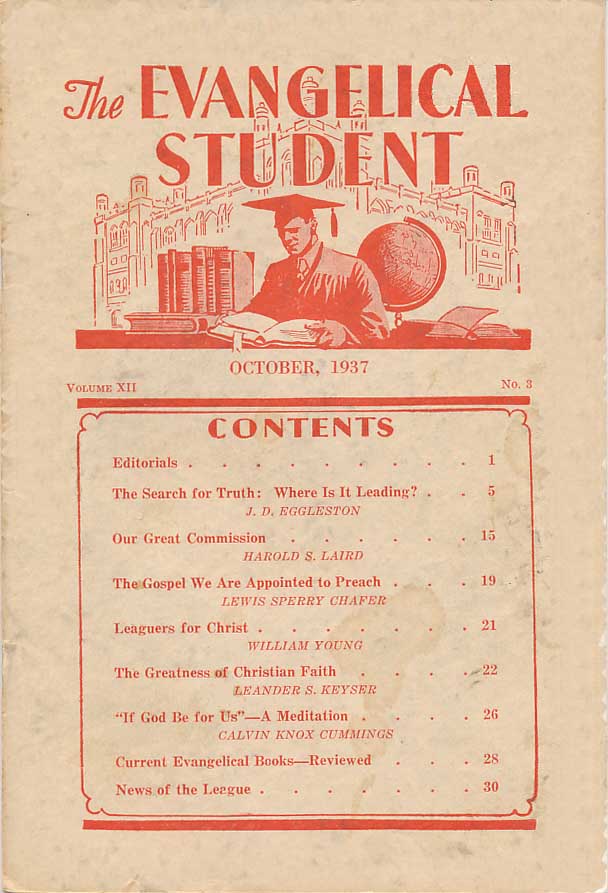 The EVANGELICAL
STUDENT
OCTOBER, 1937
VOLUME XII No. 3
CONTENTS
Editorials . . . . . . . . . 1
The Search for Truth: Where Is It Leading? . . 5
J. D. EGGLESTON
Our Great Commission . . . . . . 15
HAROLD S. LAIRD
The Gospel We Are Appointed to Preach . . . 19
LEWIS SPERRY CHAFER
Leaguers for Christ . . . . . . . 21
WILLIAM YOUNG
The Greatness of Christian Faith . . . . 22
LEANDER S. KEYSER
"If God Be for Us"—A Meditation . . . . 26
CALVIN KNOX CUMMINGS
Current Evangelical Books—Reviewed . . . 28
News of the League . . . . . . . 30